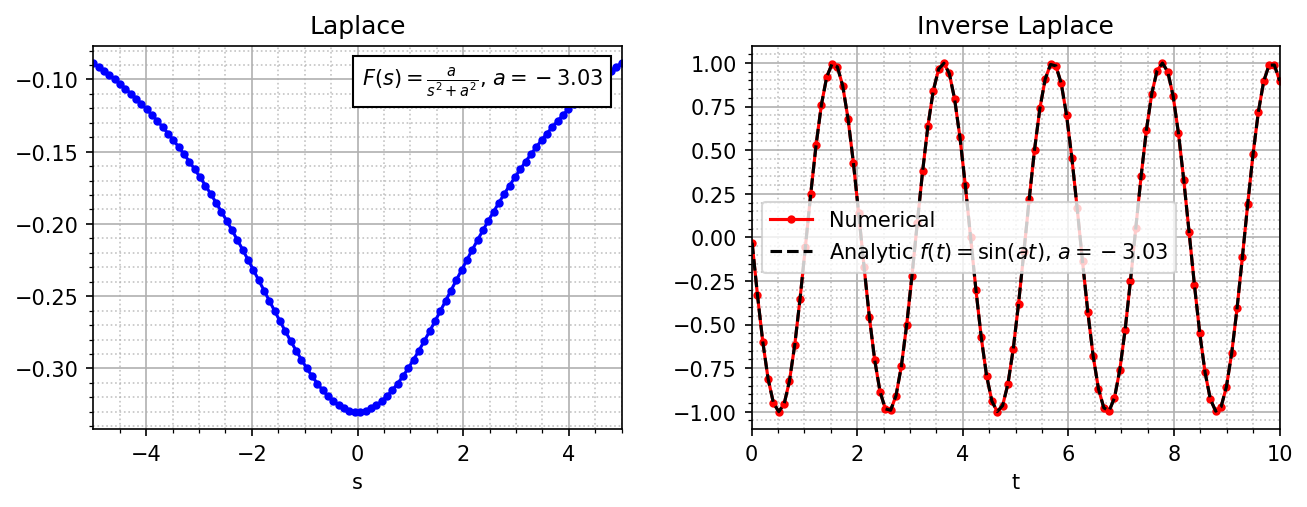 Laplace
F(s) = a/(s²+a²), a = −3.03
−0.10
−0.15
−0.20
−0.25
−0.30
−4 −2 0 2 4
s
Inverse Laplace
1.00
0.75
0.50
0.25
0.00
−0.25
−0.50
−0.75
−1.00
Numerical
Analytic f(t) = sin(at), a = −3.03
0 2 4 6 8 10
t